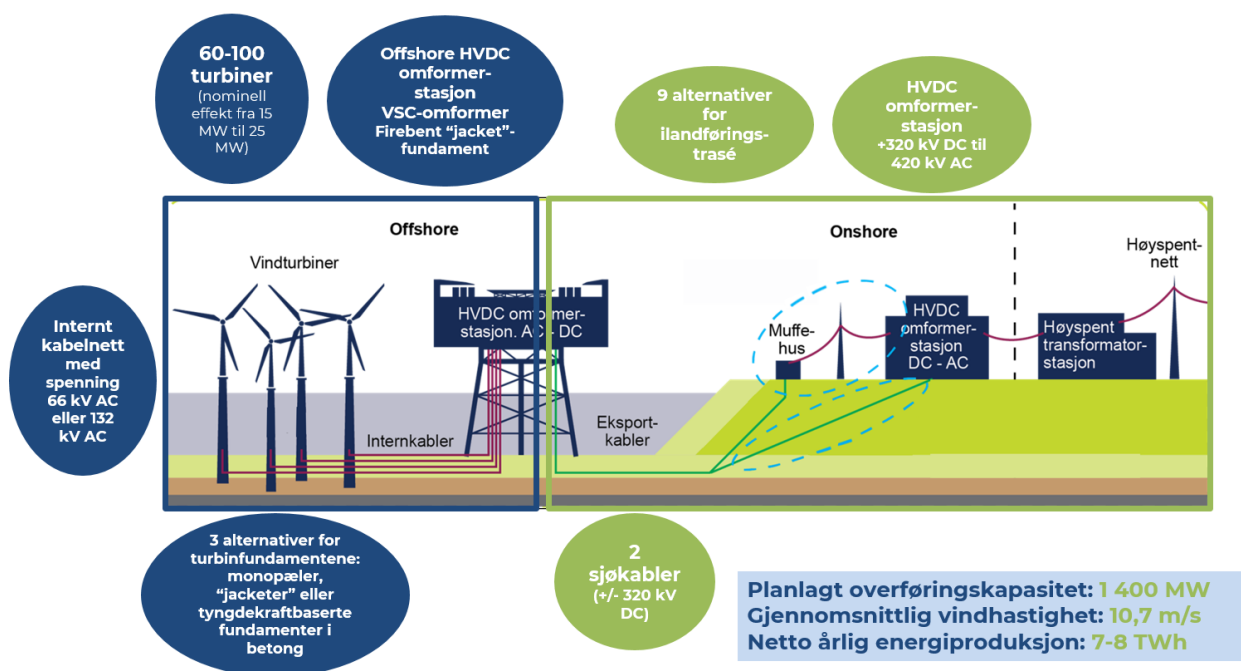 60-100
turbiner
(nominell
effekt fra 15
MW til 25
MW)
Offshore HVDC
omformer-
stasjon
VSC-omformer
Firebent “jacket”-
fundament
9 alternativer
for
ilandførings-
trasé
HVDC
omformer-
stasjon
+320 kV DC til
420 kV AC
Internt
kabelnett
med
spenning
66 kV AC
eller 132
kV AC
Offshore
Vindturbiner
HVDC omformer-
stasjon. AC - DC
Internkabler
Eksport-
kabler
Onshore
Muffe-
hus
HVDC
omformer-
stasjon
DC - AC
Høyspent
transformator-
stasjon
Høyspent-
nett
3 alternativer for
turbinfundamentene:
monopæler,
“jacketer” eller
tyngdekraftbaserte
fundamenter i
betong
2
sjøkabler
(+/- 320 kV
DC)
Planlagt overføringskapasitet: 1 400 MW
Gjennomsnittlig vindhastighet: 10,7 m/s
Netto årlig energiproduksjon: 7-8 TWh